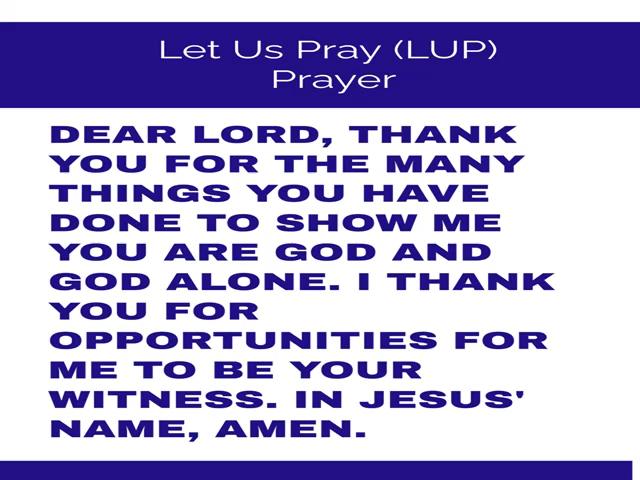 Let Us Pray (LUP)
Prayer
DEAR LORD, THANK
YOU FOR THE MANY
THINGS YOU HAVE
DONE TO SHOW ME
YOU ARE GOD AND
GOD ALONE. I THANK
YOU FOR
OPPORTUNITIES FOR
ME TO BE YOUR
WITNESS. IN JESUS'
NAME, AMEN.